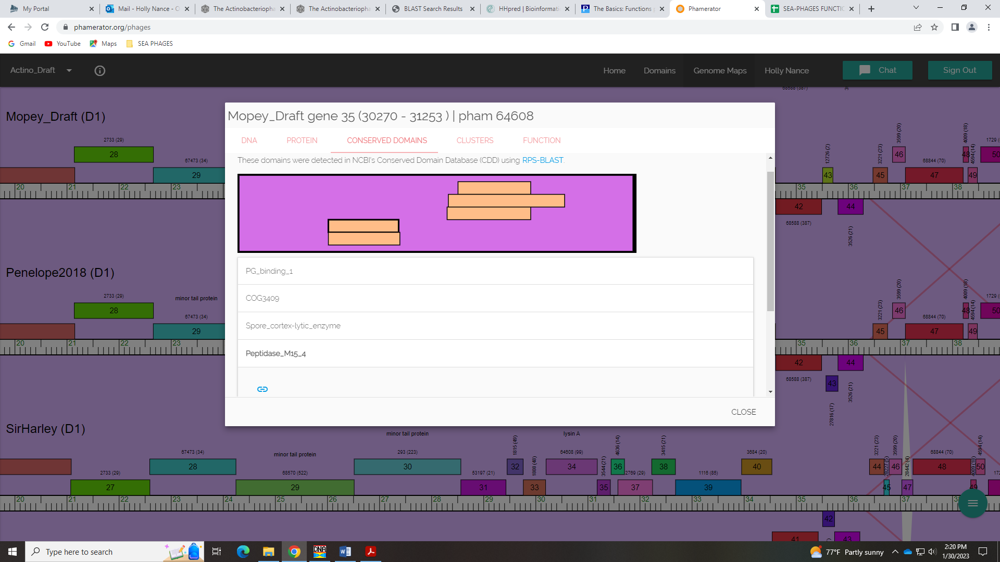 My Portal
Mail - Holly Nance - O
The Actinobacteriopha
The Actinobacteriopha
BLAST Search Results
HHpred | Bioinformati
The Basics: Functions
Phamerator
SEA-PHAGES FUNCTIO
phamerator.org/phages
Gmail
YouTube
Maps
SEA PHAGES
Actino_Draft
Home
Domains
Genome Maps
Holly Nance
Chat
Sign Out
68588 (387)
Mopey_Draft (D1)
2733 (29)
28
67473 (34)
29
20 21 22 23
12726 (2)
43
3221 (23)
45
3599 (20)
46
68844 (70)
47
4009 (18)
48
4594 (14)
49
1729
50
35 36 37 38
42
68588 (387)
44
3526 (21)
Mopey_Draft gene 35 (30270 - 31253 ) | pham 64608
DNA
PROTEIN
CONSERVED DOMAINS
CLUSTERS
FUNCTION
These domains were detected in NCBI's Conserved Domain Database (CDD) using RPS-BLAST.
PG_binding_1
COG3409
Spore_cortex-lytic_enzyme
Peptidase_M15_4
CLOSE
Penelope2018 (D1)
2733 (29)
28
minor tail protein
67473 (34)
29
20 21 22 23
3221 (23)
45
3599 (20)
46
68844 (70)
47
4009 (18)
48
4594 (14)
49
1729
50
35 36 37 38
42
68588 (387)
43
27816 (17)
44
3526 (21)
SirHarley (D1)
2733 (29)
27
67473 (34)
28
minor tail protein
68570 (522)
29
minor tail protein
293 (223)
30
53197 (21)
31
1815 (49)
32
1808 (48)
33
lysin A
64608 (99)
34
3544 (21)
35
4636 (14)
36
2769 (29)
37
3415 (21)
38
1116 (85)
39
3684 (20)
40
3221 (23)
44
45
3599 (20)
46
28442 (4)
47
68844 (70)
48
4009 (18)
49
4594 (14)
50
20 21 22 23 24 25 26 27 28 29 30 31 32 33 34 35 36 37
41
42
43
Type here to search
77°F Partly sunny
2:20 PM
1/30/2023